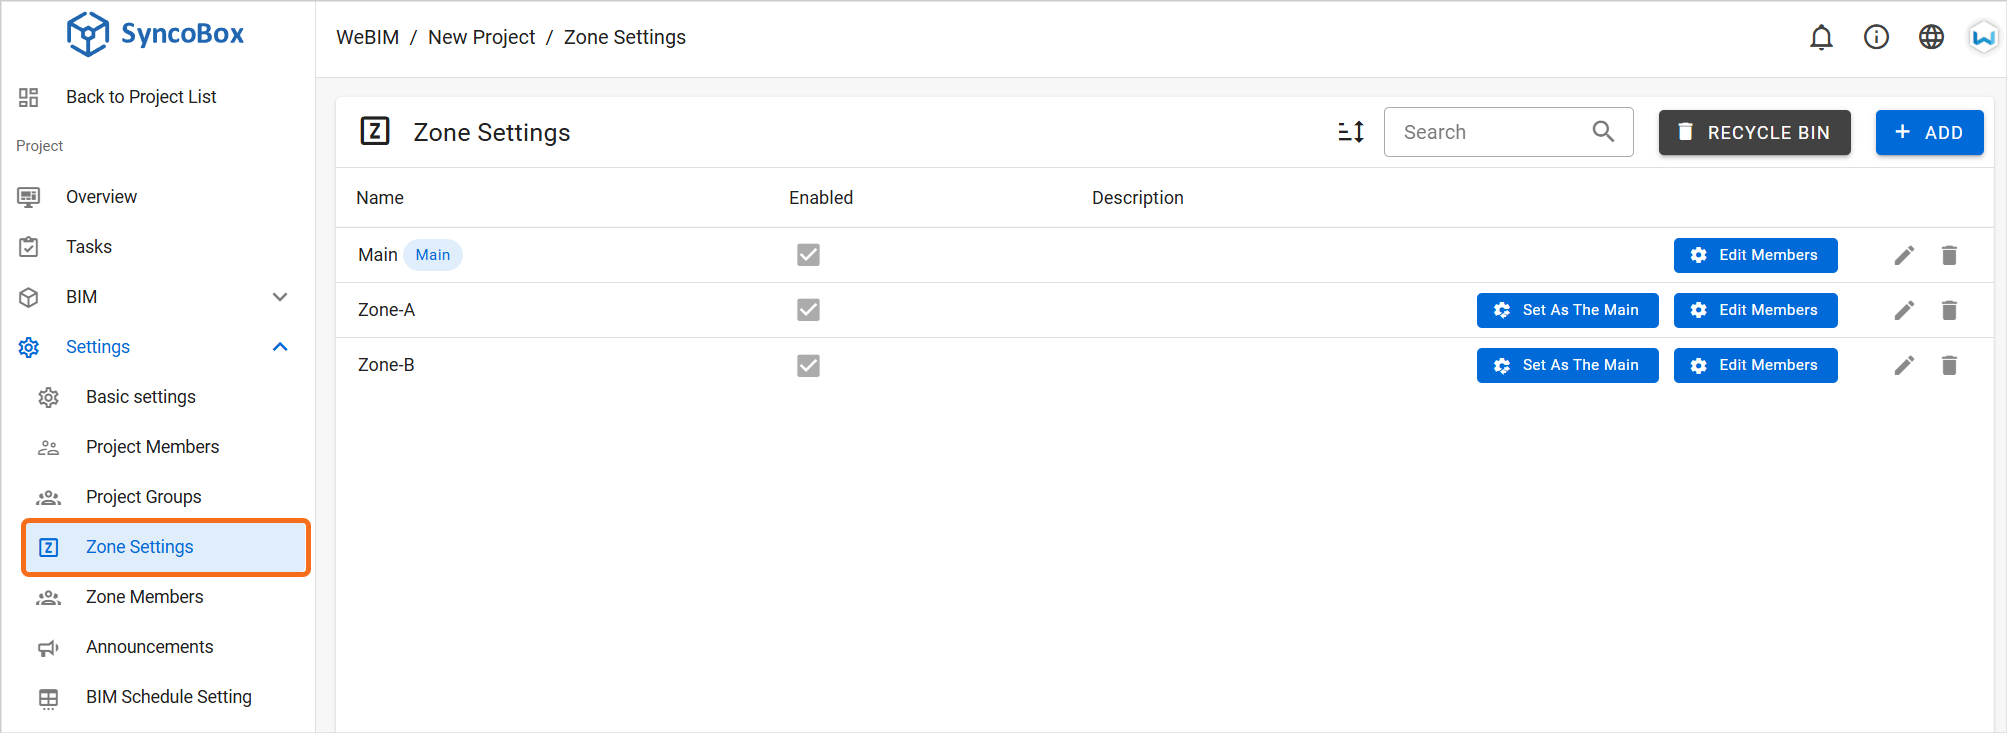 SyncoBox
WeBIM / New Project / Zone Settings
Back to Project List
Project
Overview
Tasks
BIM
Settings
Basic settings
Project Members
Project Groups
Z Zone Settings
Zone Members
Announcements
BIM Schedule Setting
Z Zone Settings
Search
RECYCLE BIN
+ ADD
Name Enabled Description
Main Main Edit Members
Zone-A Set As The Main Edit Members
Zone-B Set As The Main Edit Members